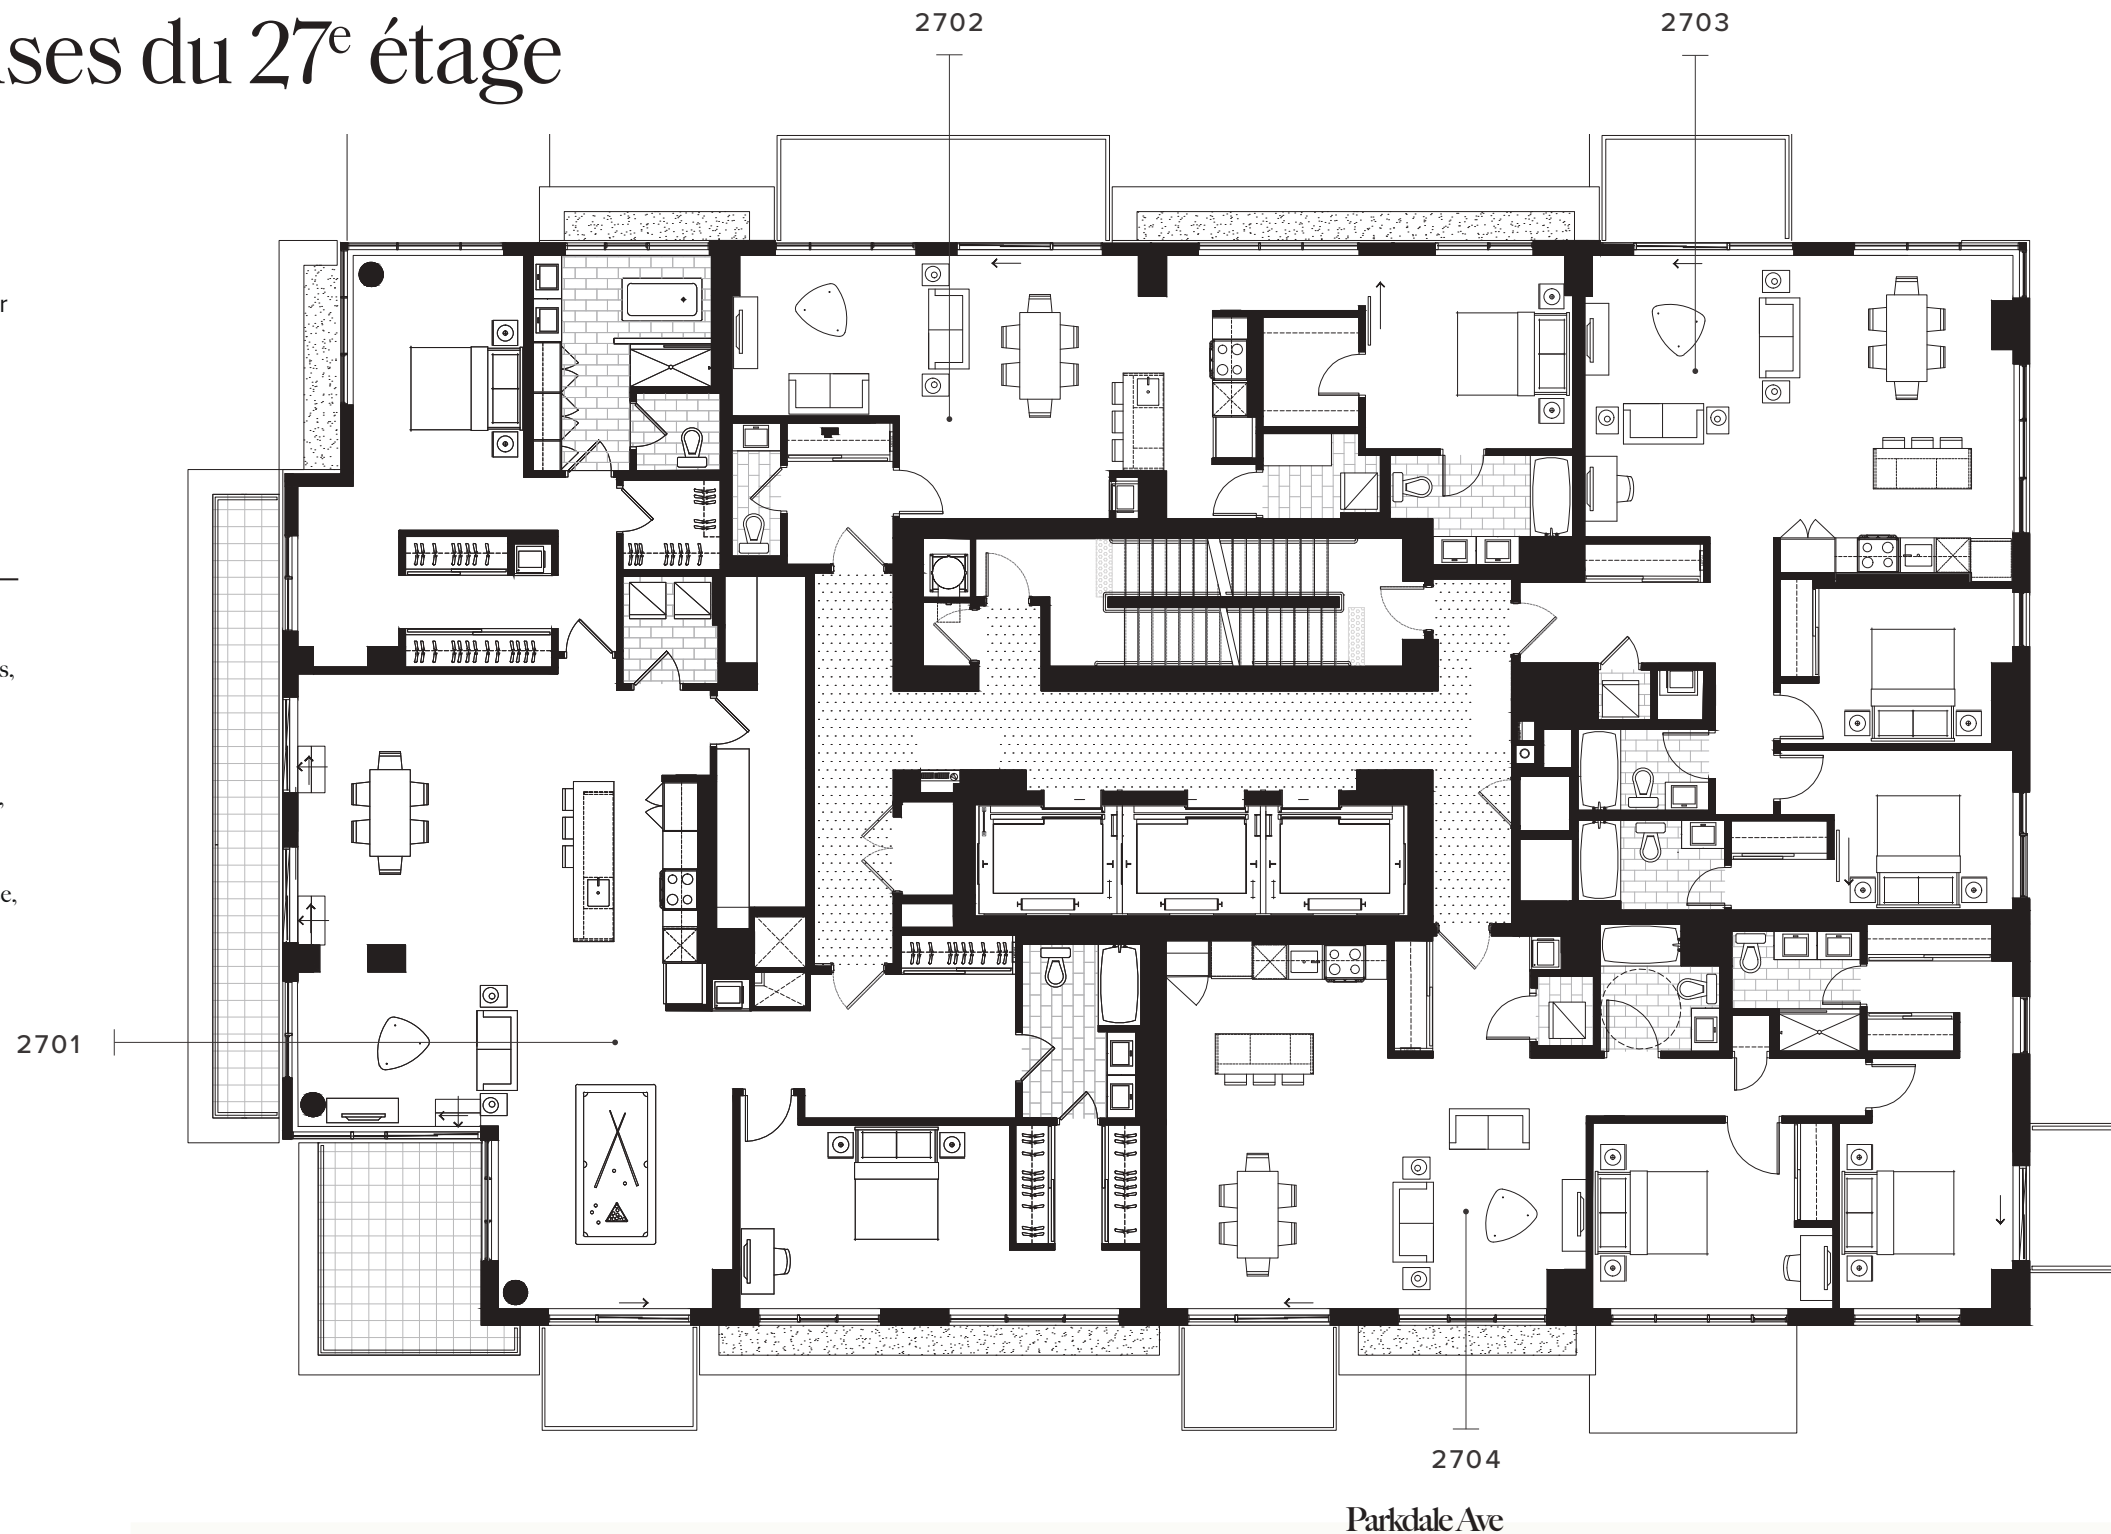 2702
2703
ses du 27e étage
r
s,
,
e,
2701
2704
Parkdale Ave